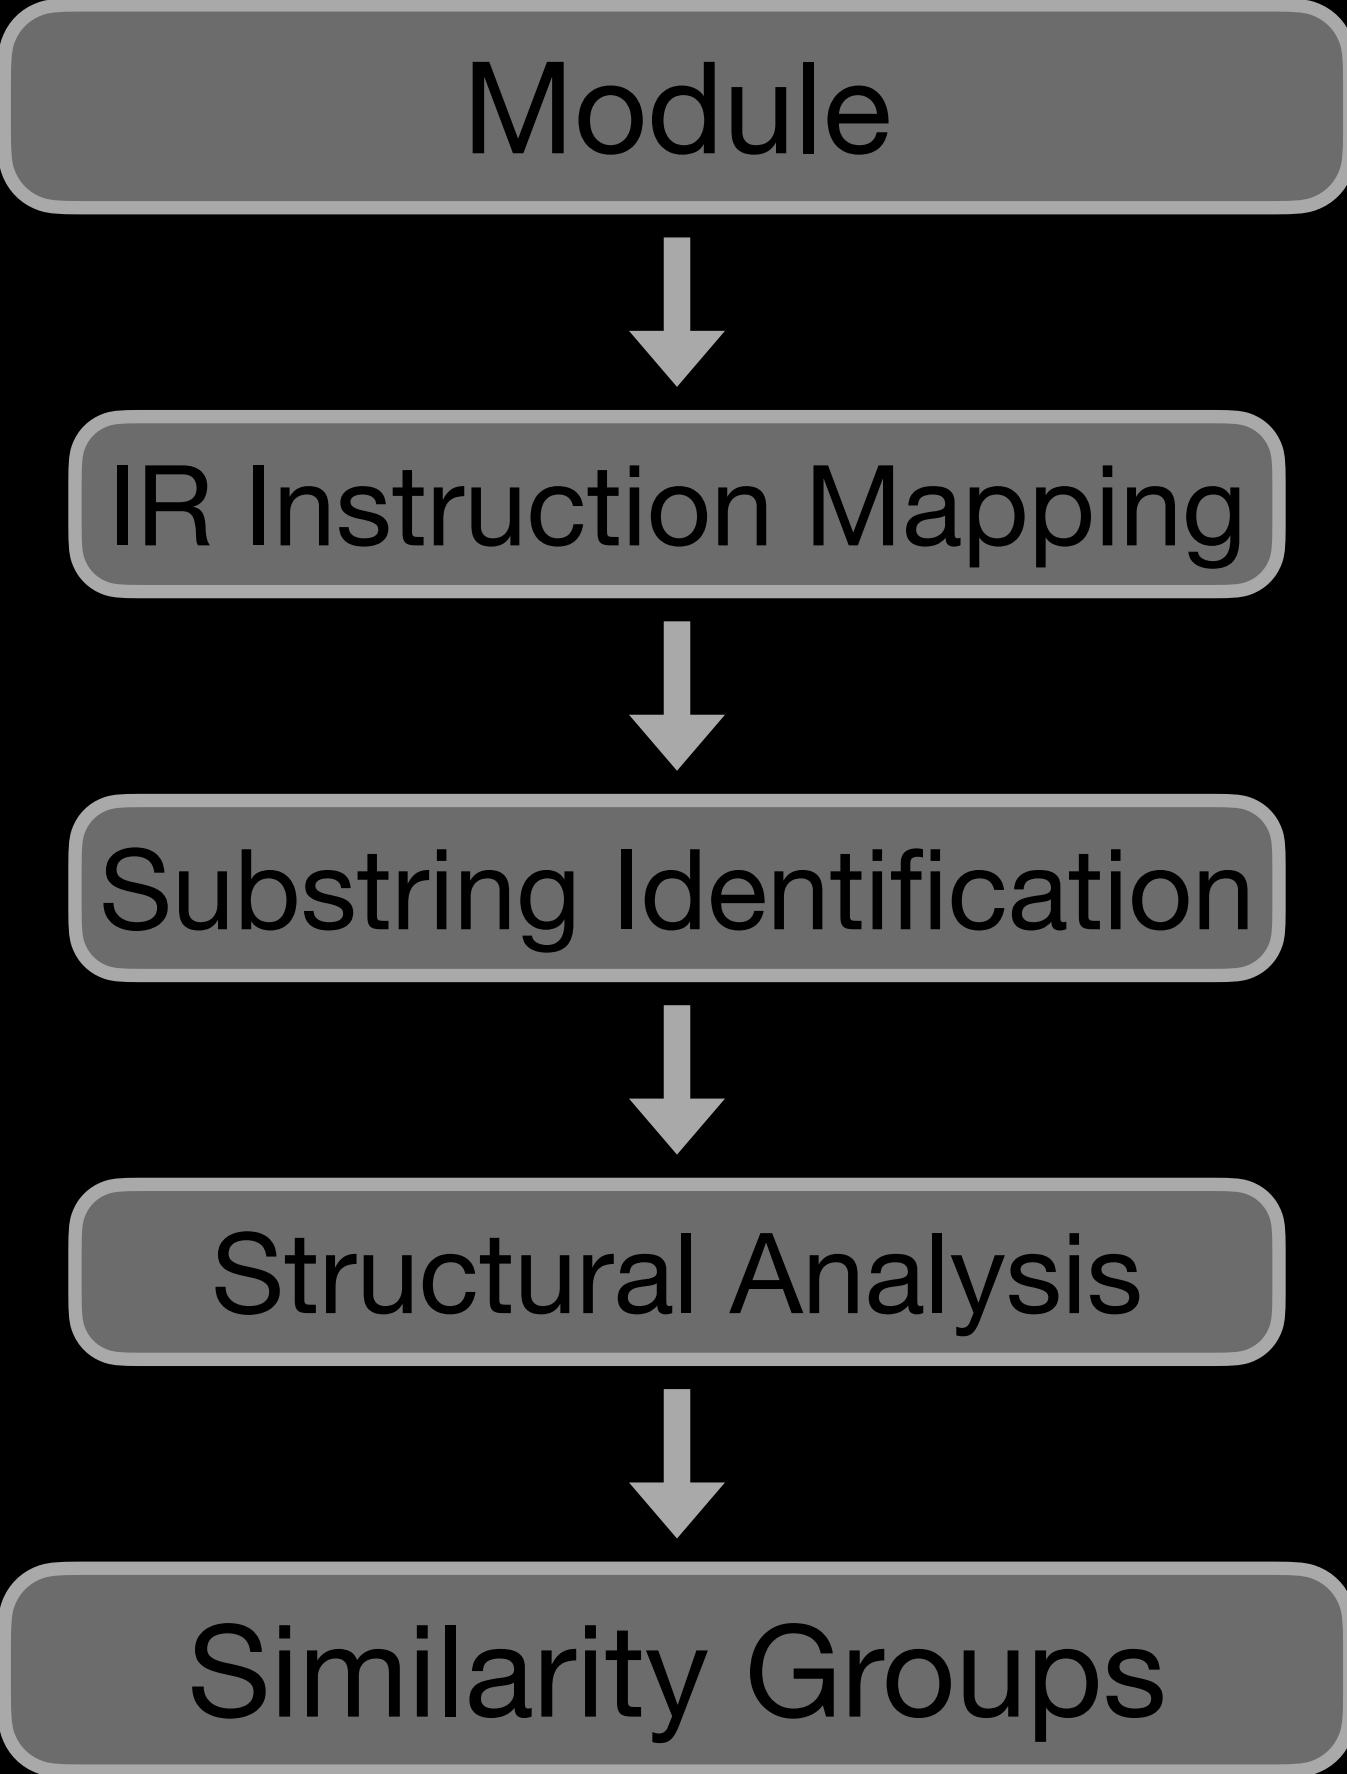 Module
IR Instruction Mapping
Substring Identification
Structural Analysis
Similarity Groups